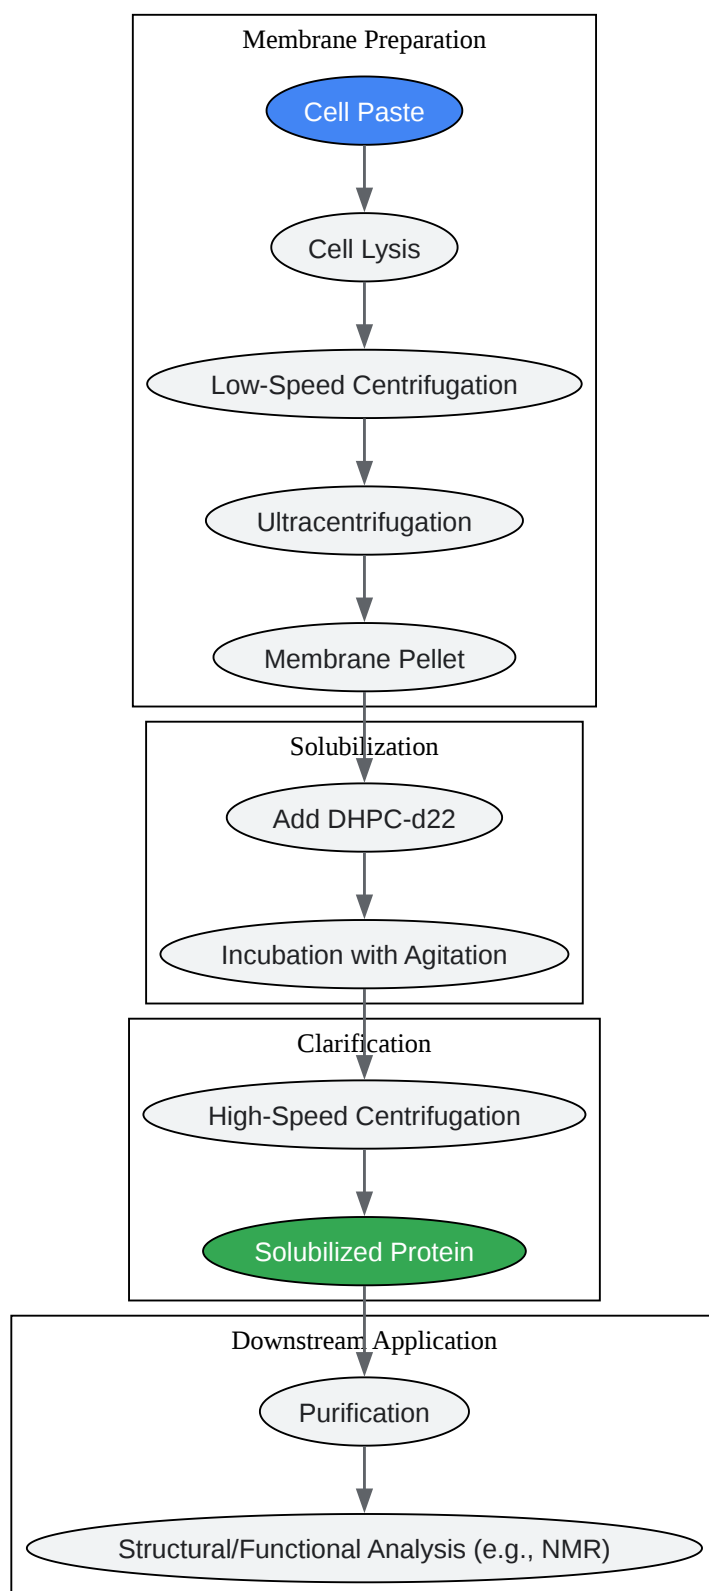 Membrane Preparation
Cell Paste
Cell Lysis
Low-Speed Centrifugation
Ultracentrifugation
Membrane Pellet
Solubilization
Add DHPC-d22
Incubation with Agitation
Clarification
High-Speed Centrifugation
Solubilized Protein
Downstream Application
Purification
Structural/Functional Analysis (e.g., NMR)